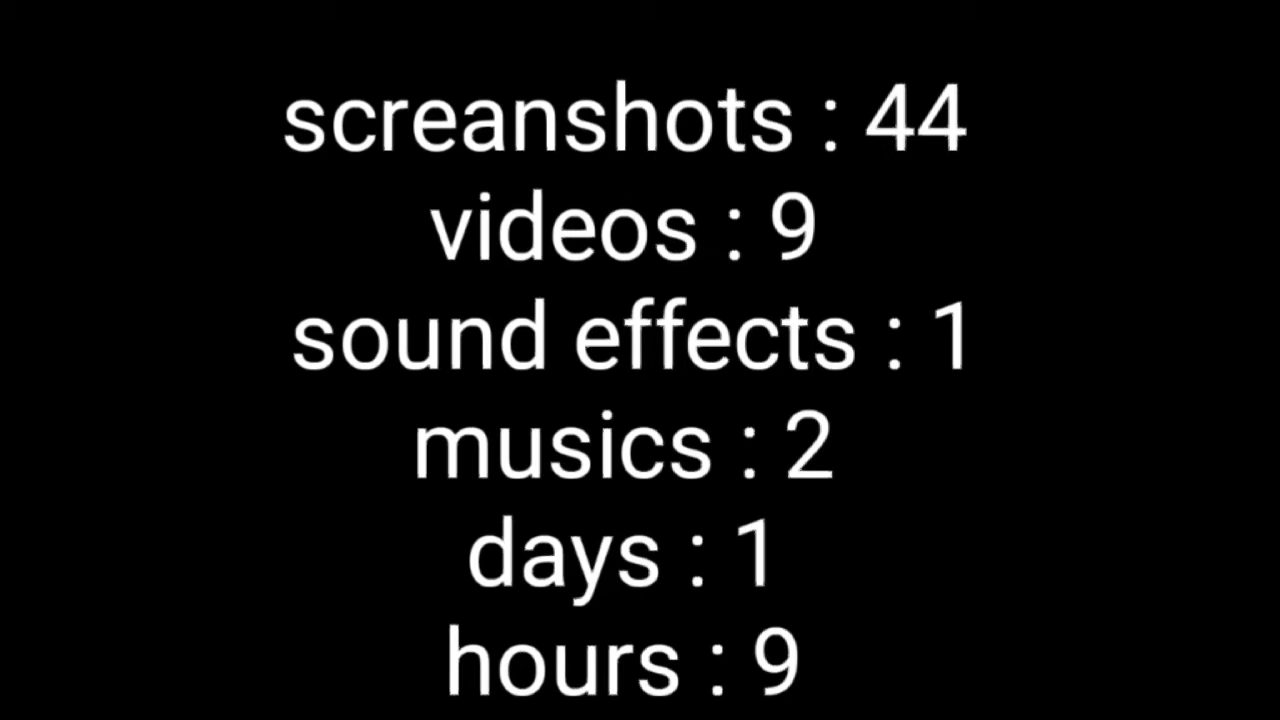 screanshots : 44
videos : 9
sound effects : 1
musics : 2
days : 1
hours : 9